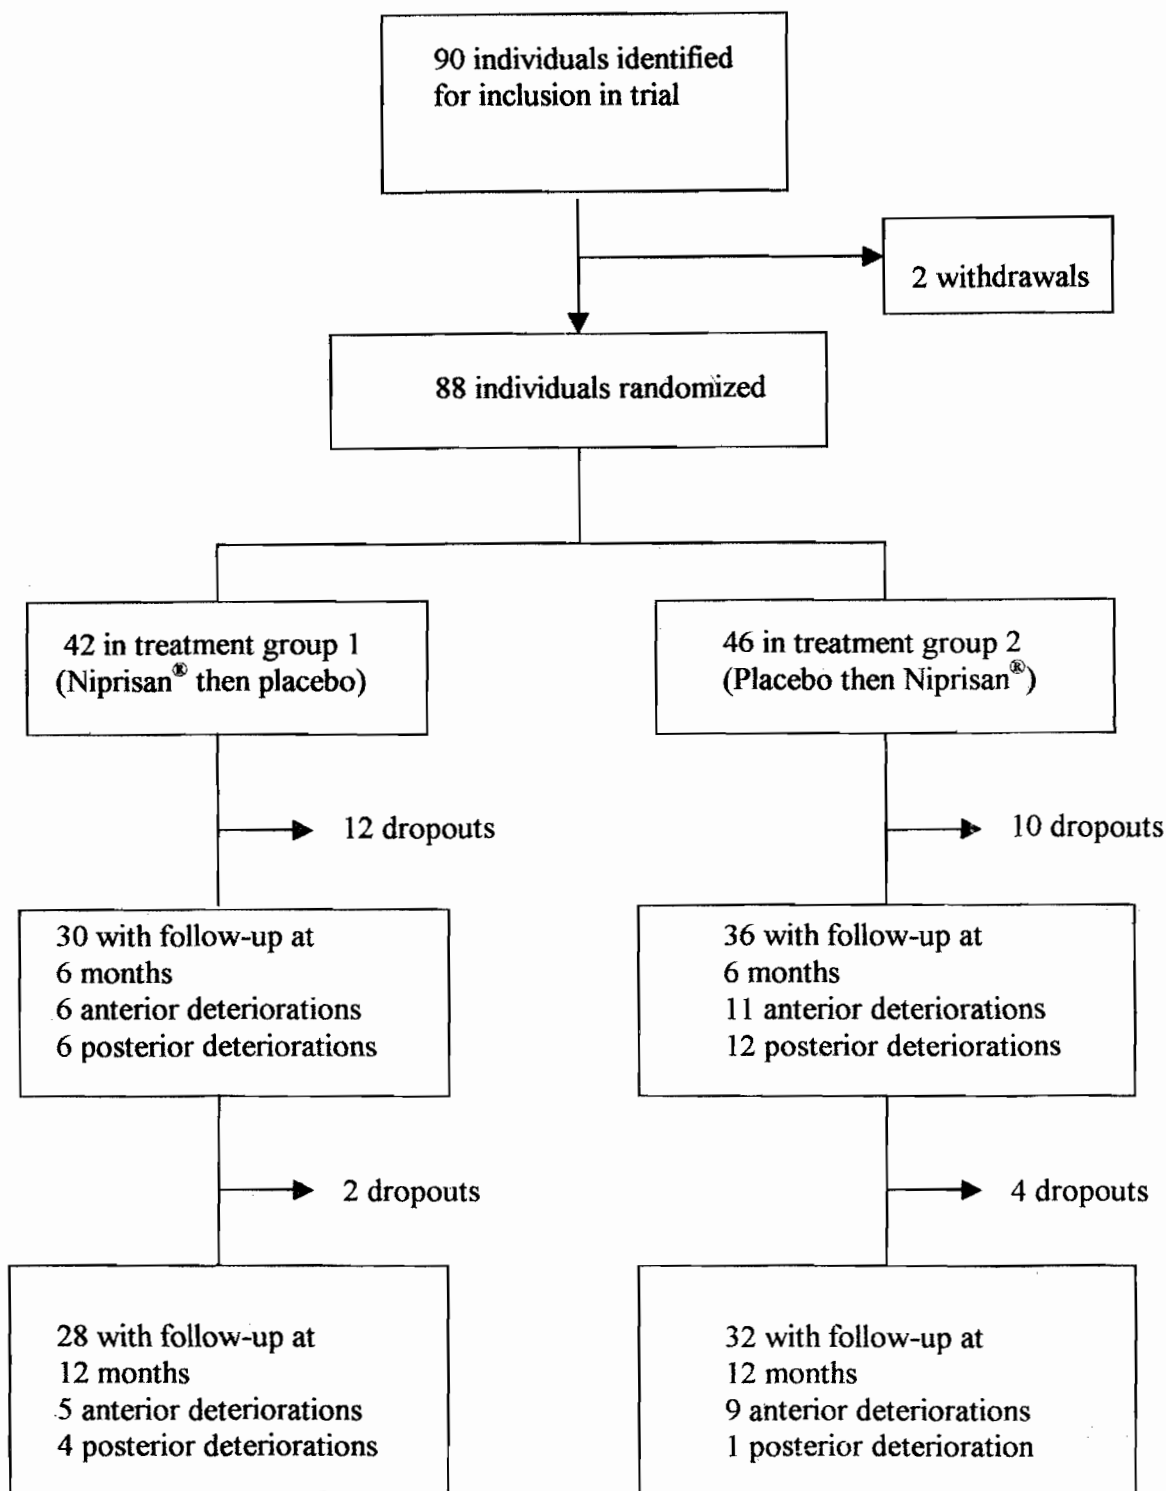 90 individuals identified
for inclusion in trial
2 withdrawals
88 individuals randomized
42 in treatment group 1
(Niprisan® then placebo)
46 in treatment group 2
(Placebo then Niprisan®)
12 dropouts
10 dropouts
30 with follow-up at
6 months
6 anterior deteriorations
6 posterior deteriorations
36 with follow-up at
6 months
11 anterior deteriorations
12 posterior deteriorations
2 dropouts
4 dropouts
28 with follow-up at
12 months
5 anterior deteriorations
4 posterior deteriorations
32 with follow-up at
12 months
9 anterior deteriorations
1 posterior deterioration